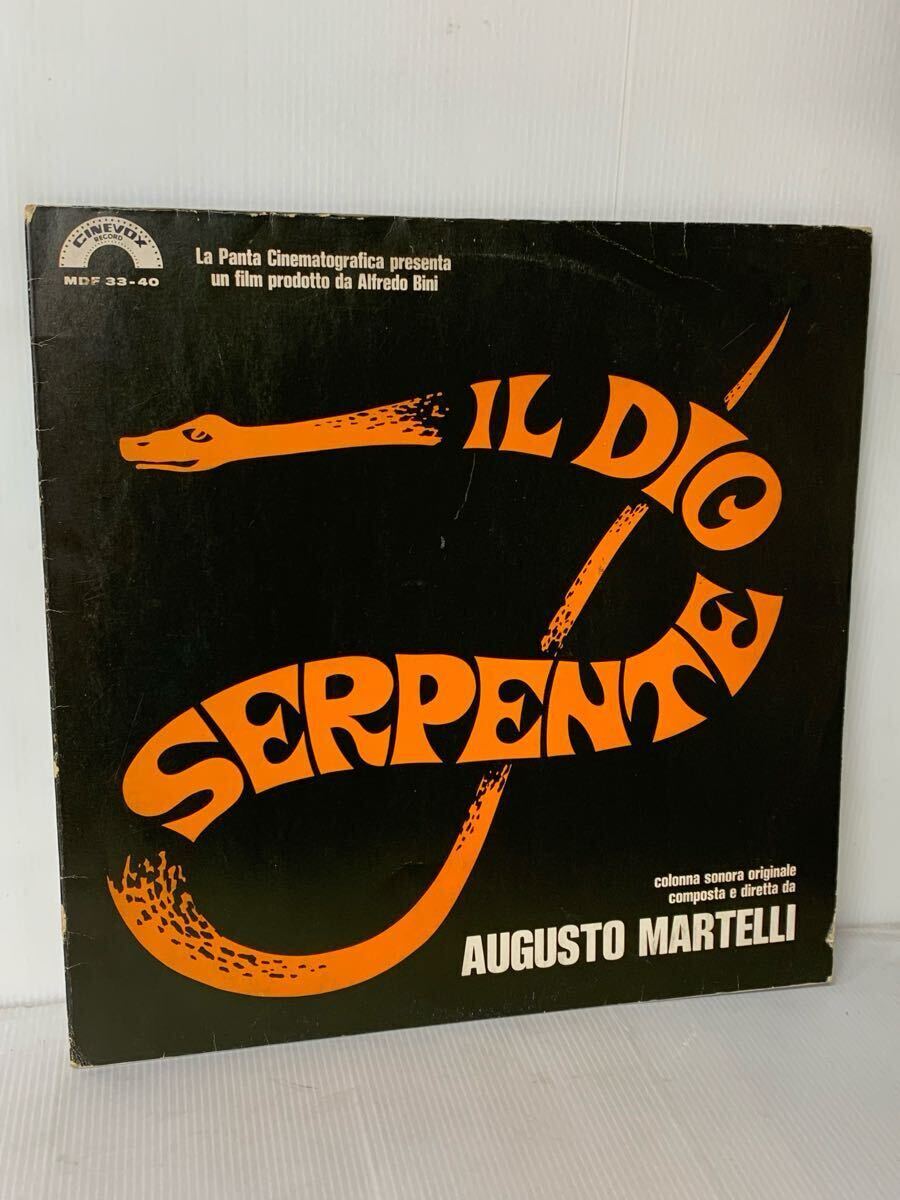 CINEVOX
RECORD
MDF 33-40
La Panta Cinematografica presenta
un film prodotto da Alfredo Bini
IL DIO
SERPENTE
colonna sonora originale
composta e diretta da
AUGUSTO MARTELLI